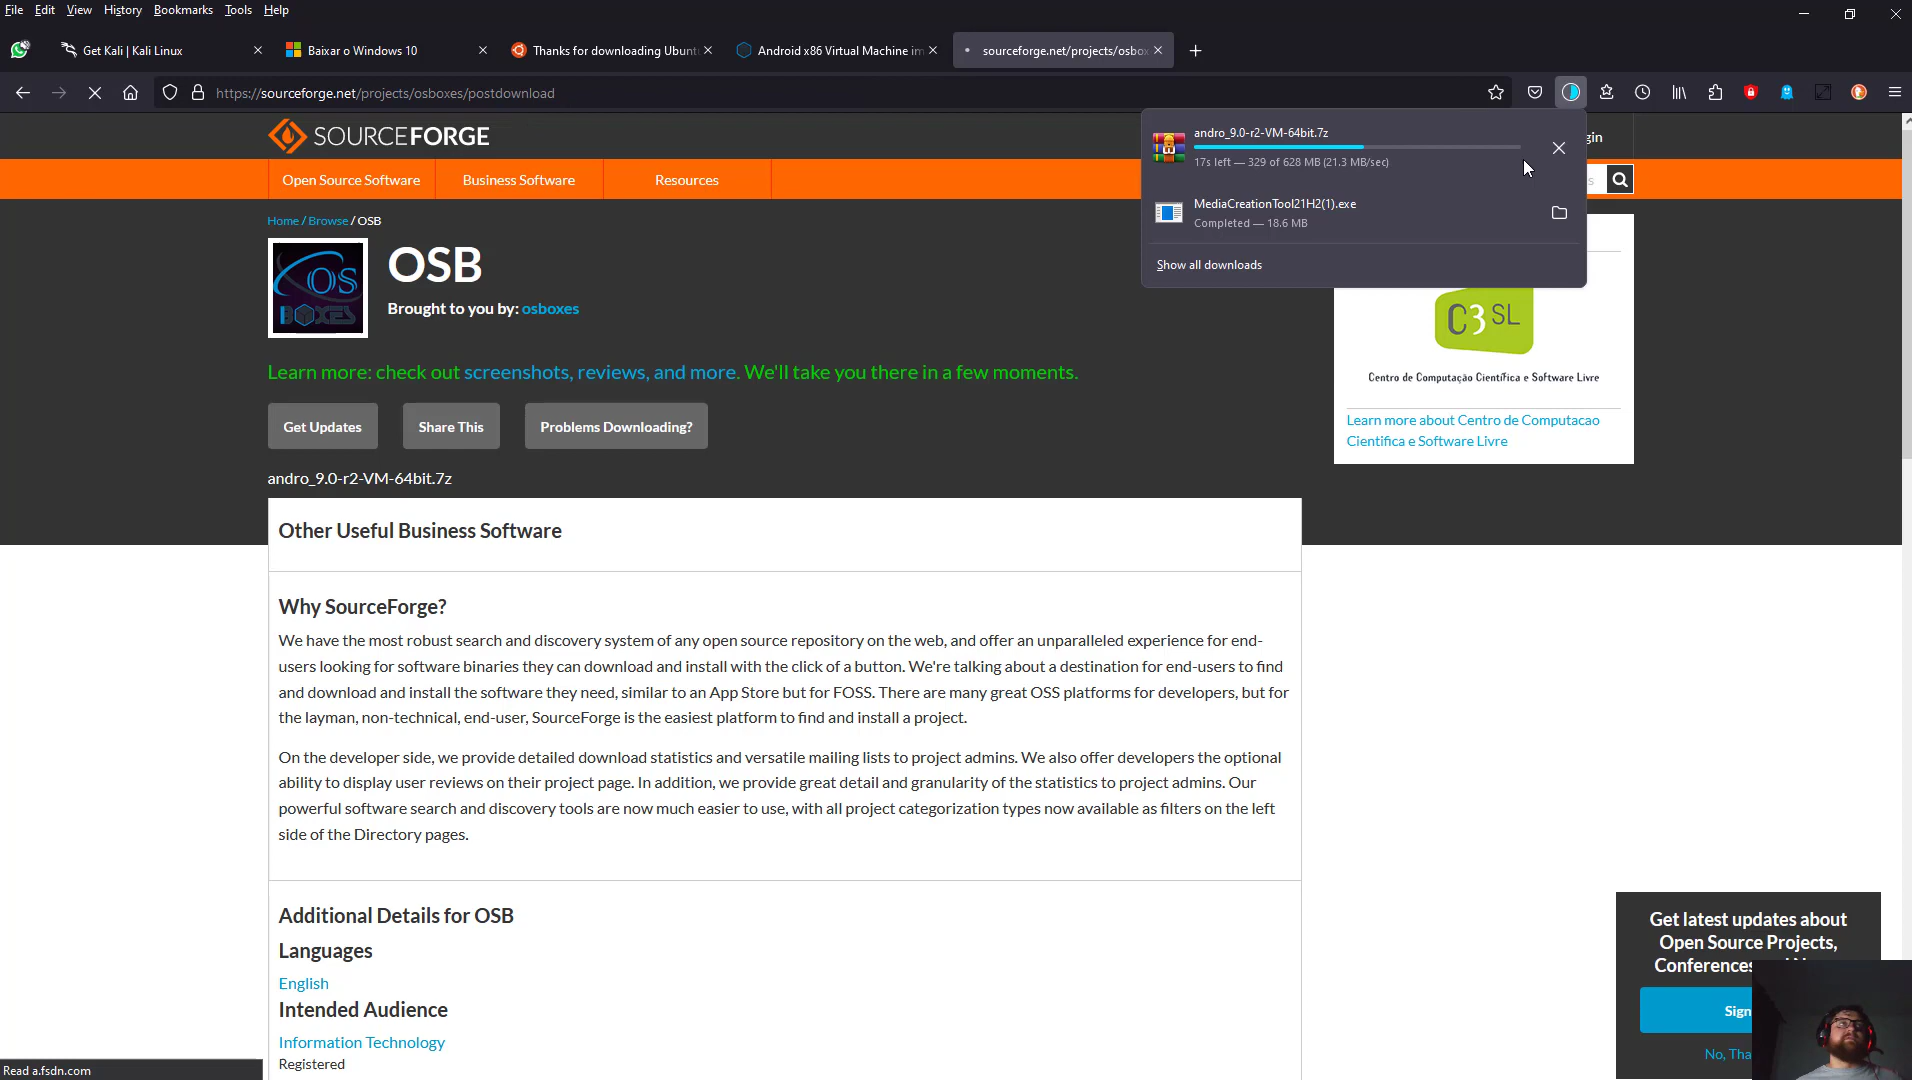 File Edit View History Bookmarks Tools Help
Get Kali | Kali Linux
Baixar o Windows 10
Thanks for downloading Ubuntu
Android x86 Virtual Machine im
sourceforge.net/projects/osbox
https://sourceforge.net/projects/osboxes/postdownload
SOURCEFORGE
gin
Open Source Software
Business Software
Resources
s
andro_9.0-r2-VM-64bit.7z
17s left — 329 of 628 MB (21.3 MB/sec)
MediaCreationTool21H2(1).exe
Completed — 18.6 MB
Show all downloads
Home / Browse / OSB
OS
BOXES
OSB
Brought to you by: osboxes
C3SL
Centro de Computação Científica e Software Livre
Learn more about Centro de Computacao
Cientifica e Software Livre
Learn more: check out screenshots, reviews, and more. We'll take you there in a few moments.
Get Updates
Share This
Problems Downloading?
andro_9.0-r2-VM-64bit.7z
Other Useful Business Software
Why SourceForge?
We have the most robust search and discovery system of any open source repository on the web, and offer an unparalleled experience for end-
users looking for software binaries they can download and install with the click of a button. We're talking about a destination for end-users to find
and download and install the software they need, similar to an App Store but for FOSS. There are many great OSS platforms for developers, but for
the layman, non-technical, end-user, SourceForge is the easiest platform to find and install a project.
On the developer side, we provide detailed download statistics and versatile mailing lists to project admins. We also offer developers the optional
ability to display user reviews on their project page. In addition, we provide great detail and granularity of the statistics to project admins. Our
powerful software search and discovery tools are now much easier to use, with all project categorization types now available as filters on the left
side of the Directory pages.
Additional Details for OSB
Languages
English
Intended Audience
Information Technology
Registered
Get latest updates about
Open Source Projects,
Conferences
Sign
No, Tha
Read a.fsdn.com